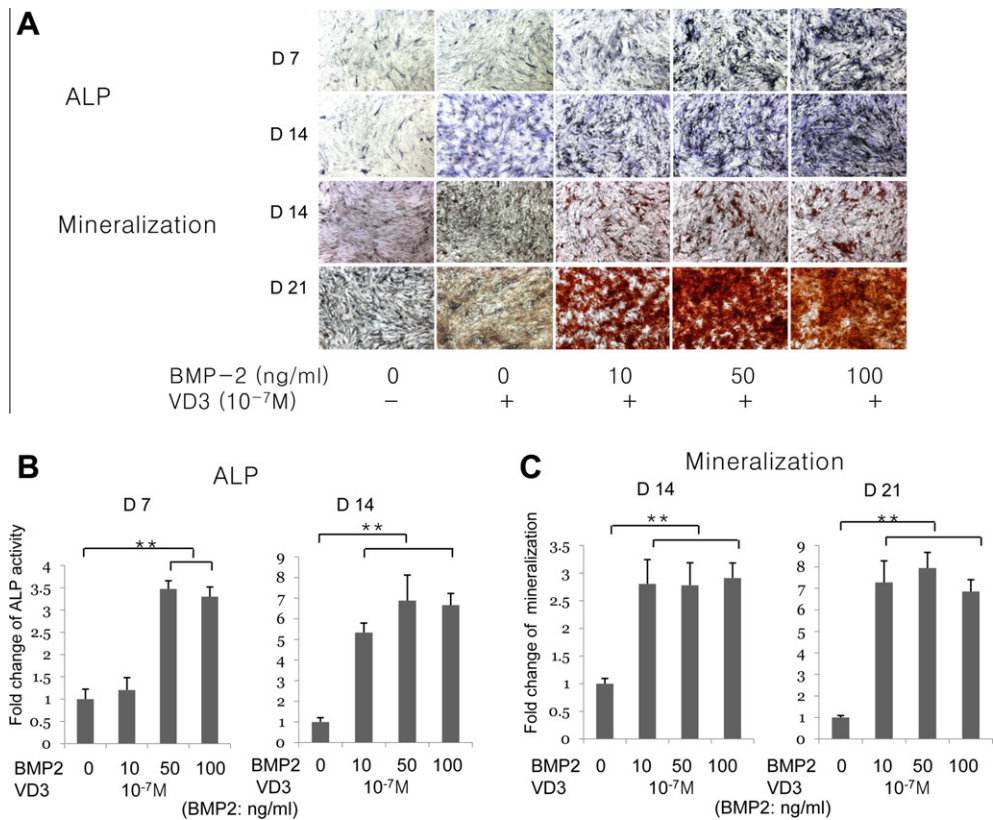 A
ALP
D 7
D 14
Mineralization
D 14
D 21
BMP-2 (ng/ml) 0 0 10 50 100
VD3 (10⁻⁷M) − + + + +
B
ALP
D 7
**
Fold change of ALP activity
4
3.5
3
2.5
2
1.5
1
0.5
0
BMP2 0 10 50 100
VD3 10⁻⁷M
D 14
**
9
8
7
6
5
4
3
2
1
0
0 10 50 100
10⁻⁷M
(BMP2: ng/ml)
C
Mineralization
D 14
**
Fold change of mineralization
3.5
3
2.5
2
1.5
1
0.5
0
BMP2 0 10 50 100
VD3 10⁻⁷M
D 21
**
9
8
7
6
5
4
3
2
1
0
0 10 50 100
10⁻⁷M
(BMP2: ng/ml)